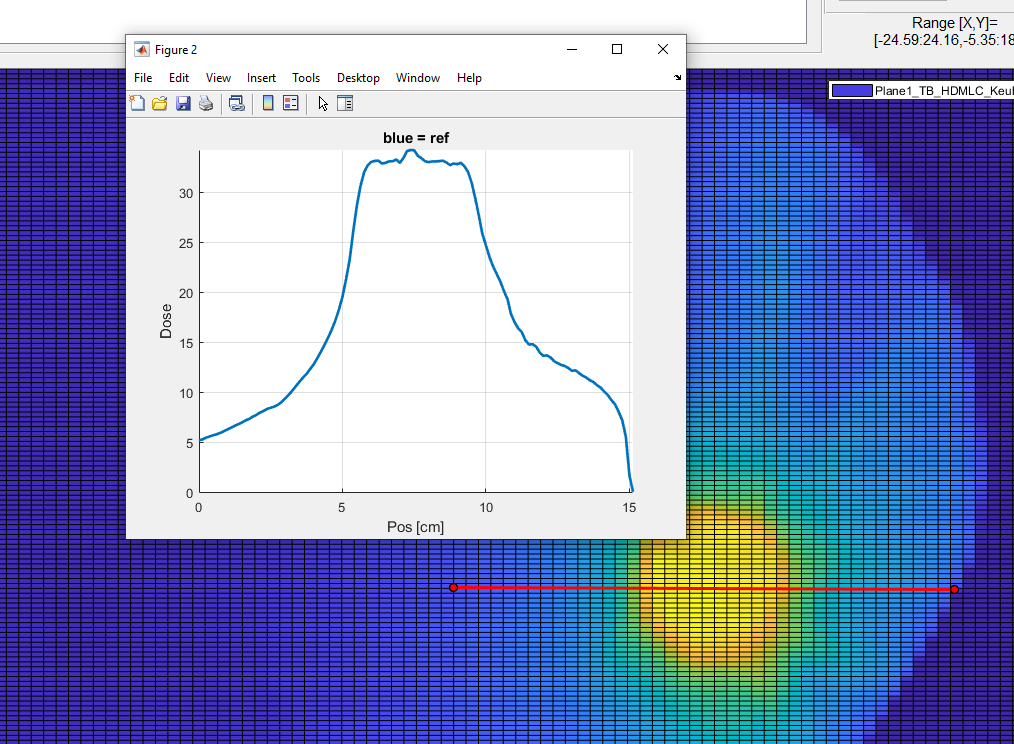 Range [X,Y]=
[-24.59:24.16,-5.35:18
Figure 2
File Edit View Insert Tools Desktop Window Help
Plane1_TB_HDMLC_Keul
blue = ref
30
25
20
15
10
5
0
Dose
0 5 10 15
Pos [cm]